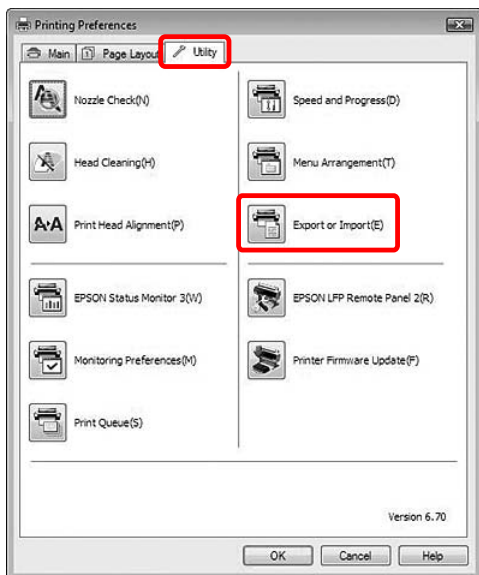 Printing Preferences
Main
Page Layout
Utility
Nozzle Check(N)
Speed and Progress(D)
Head Cleaning(H)
Menu Arrangement(T)
A·A
Print Head Alignment(P)
Export or Import(E)
EPSON Status Monitor 3(W)
EPSON LFP Remote Panel 2(R)
Monitoring Preferences(M)
Printer Firmware Update(F)
Print Queue(S)
Version 6.70
OK
Cancel
Help